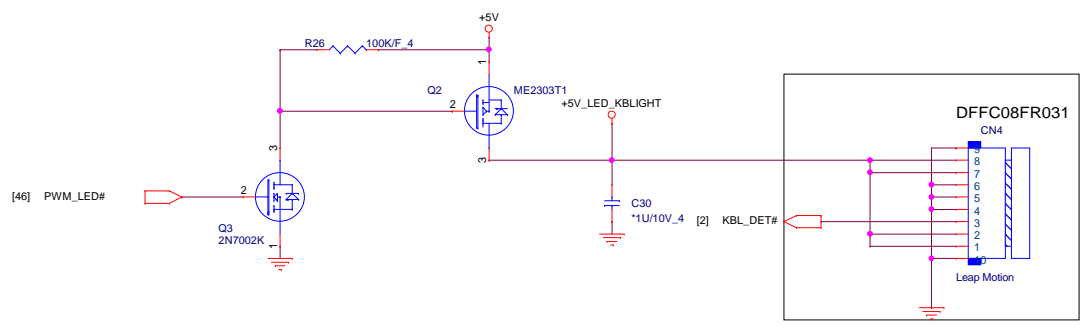 +5V
R26 100K/F_4
1
Q2 ME2303T1
2
3
+5V_LED_KBLIGHT
3
[46] PWM_LED# 2
Q3
2N7002K
1
C30
*1U/10V_4
[2] KBL_DET#
DFFC08FR031
CN4
9
8
7
6
5
4
3
2
1
10
Leap Motion